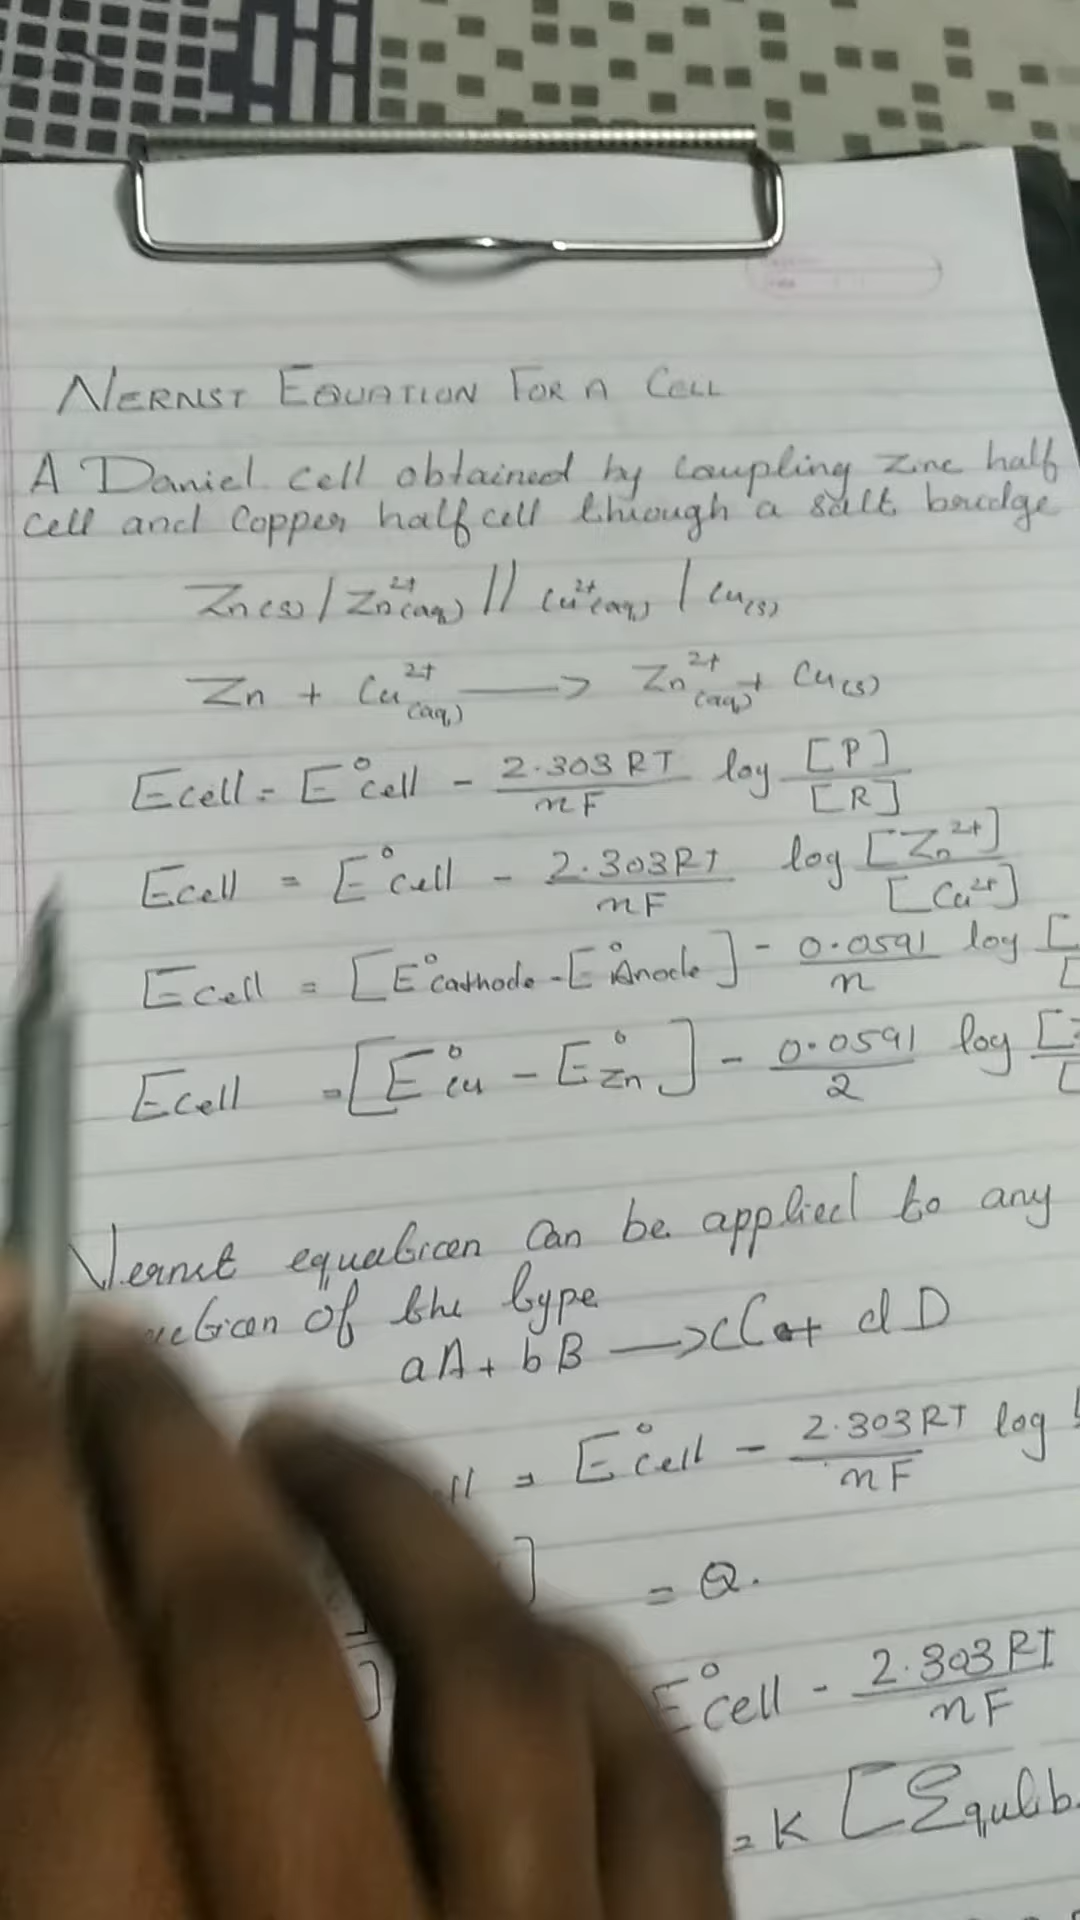 NERNST EQUATION FOR A CELL
A Daniel cell obtained by coupling Zinc half
cell and Copper half cell through a salt bridge
Zn(s) / Zn²⁺(aq) // Cu²⁺(aq) / Cu(s)
Zn + Cu²⁺(aq) ⟶ Zn²⁺(aq) + Cu(s)
Ecell = E°cell - 2.303RT/nF log [P]/[R]
Ecell = E°cell - 2.303RT/nF log [Zn²⁺]/[Cu²⁺]
Ecell = [E°cathode - E°Anode] - 0.0591/n log [
Ecell = [E°cu - E°Zn] - 0.0591/2 log [
equation can be applied to any
of the type
aA + bB ⟶ cC + dD
= E°cell - 2.303RT/nF log
] = Q.
E°cell - 2.303RT/nF
= K [Equlib